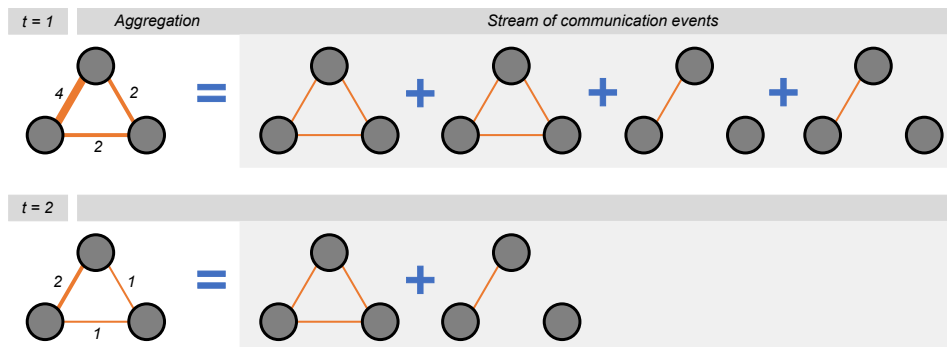 t = 1 Aggregation Stream of communication events
4 2
2
= + + +
t = 2
2 1
1
= +